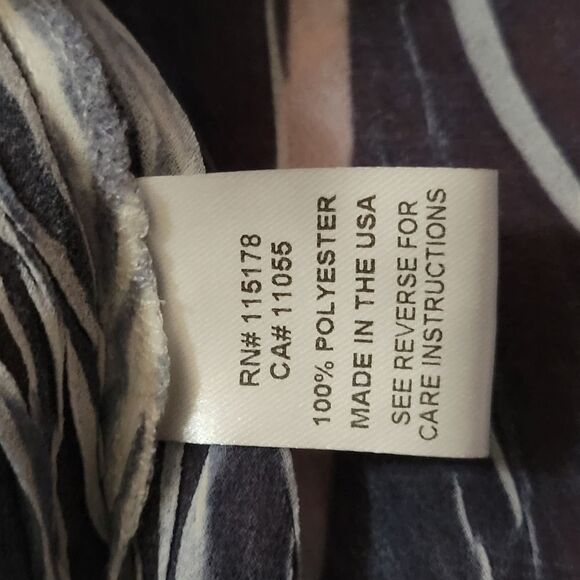 RN# 115178
CA# 11055
100% POLYESTER
MADE IN THE USA
SEE REVERSE FOR
CARE INSTRUCTIONS